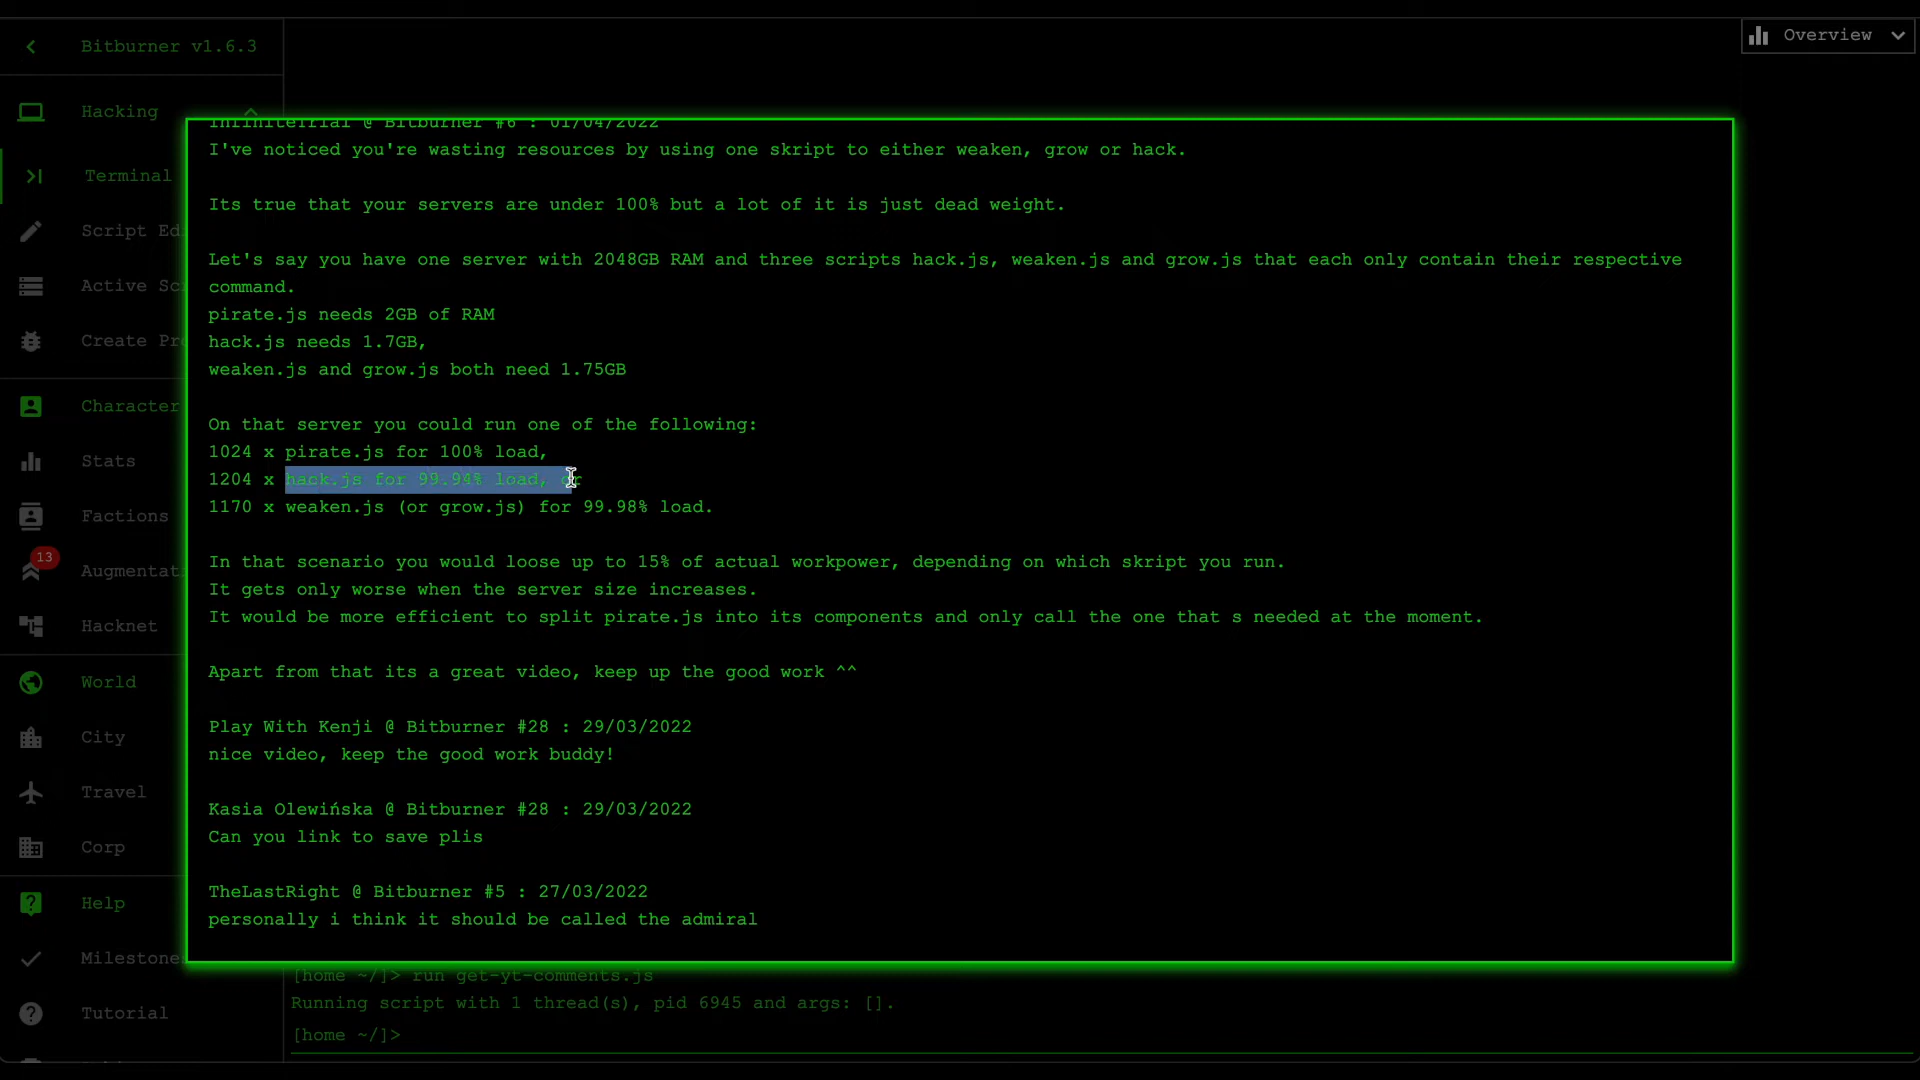 Bitburner v1.6.3
Overview
Hacking
Terminal
Script Ed
Active Sc
Create Pr
Character
Stats
Factions
13
Augmentat
Hacknet
World
City
Travel
Corp
Help
Milestone
Tutorial
InfiniteTrial @ Bitburner #6 : 01/04/2022
I've noticed you're wasting resources by using one skript to either weaken, grow or hack.
Its true that your servers are under 100% but a lot of it is just dead weight.
Let's say you have one server with 2048GB RAM and three scripts hack.js, weaken.js and grow.js that each only contain their respective
command.
pirate.js needs 2GB of RAM
hack.js needs 1.7GB,
weaken.js and grow.js both need 1.75GB
On that server you could run one of the following:
1024 x pirate.js for 100% load,
1204 x hack.js for 99.94% load, or
1170 x weaken.js (or grow.js) for 99.98% load.
In that scenario you would loose up to 15% of actual workpower, depending on which skript you run.
It gets only worse when the server size increases.
It would be more efficient to split pirate.js into its components and only call the one that s needed at the moment.
Apart from that its a great video, keep up the good work ^^
Play With Kenji @ Bitburner #28 : 29/03/2022
nice video, keep the good work buddy!
Kasia Olewińska @ Bitburner #28 : 29/03/2022
Can you link to save plis
TheLastRight @ Bitburner #5 : 27/03/2022
personally i think it should be called the admiral
[home ~/]> run get-yt-comments.js
Running script with 1 thread(s), pid 6945 and args: [].
[home ~/]>